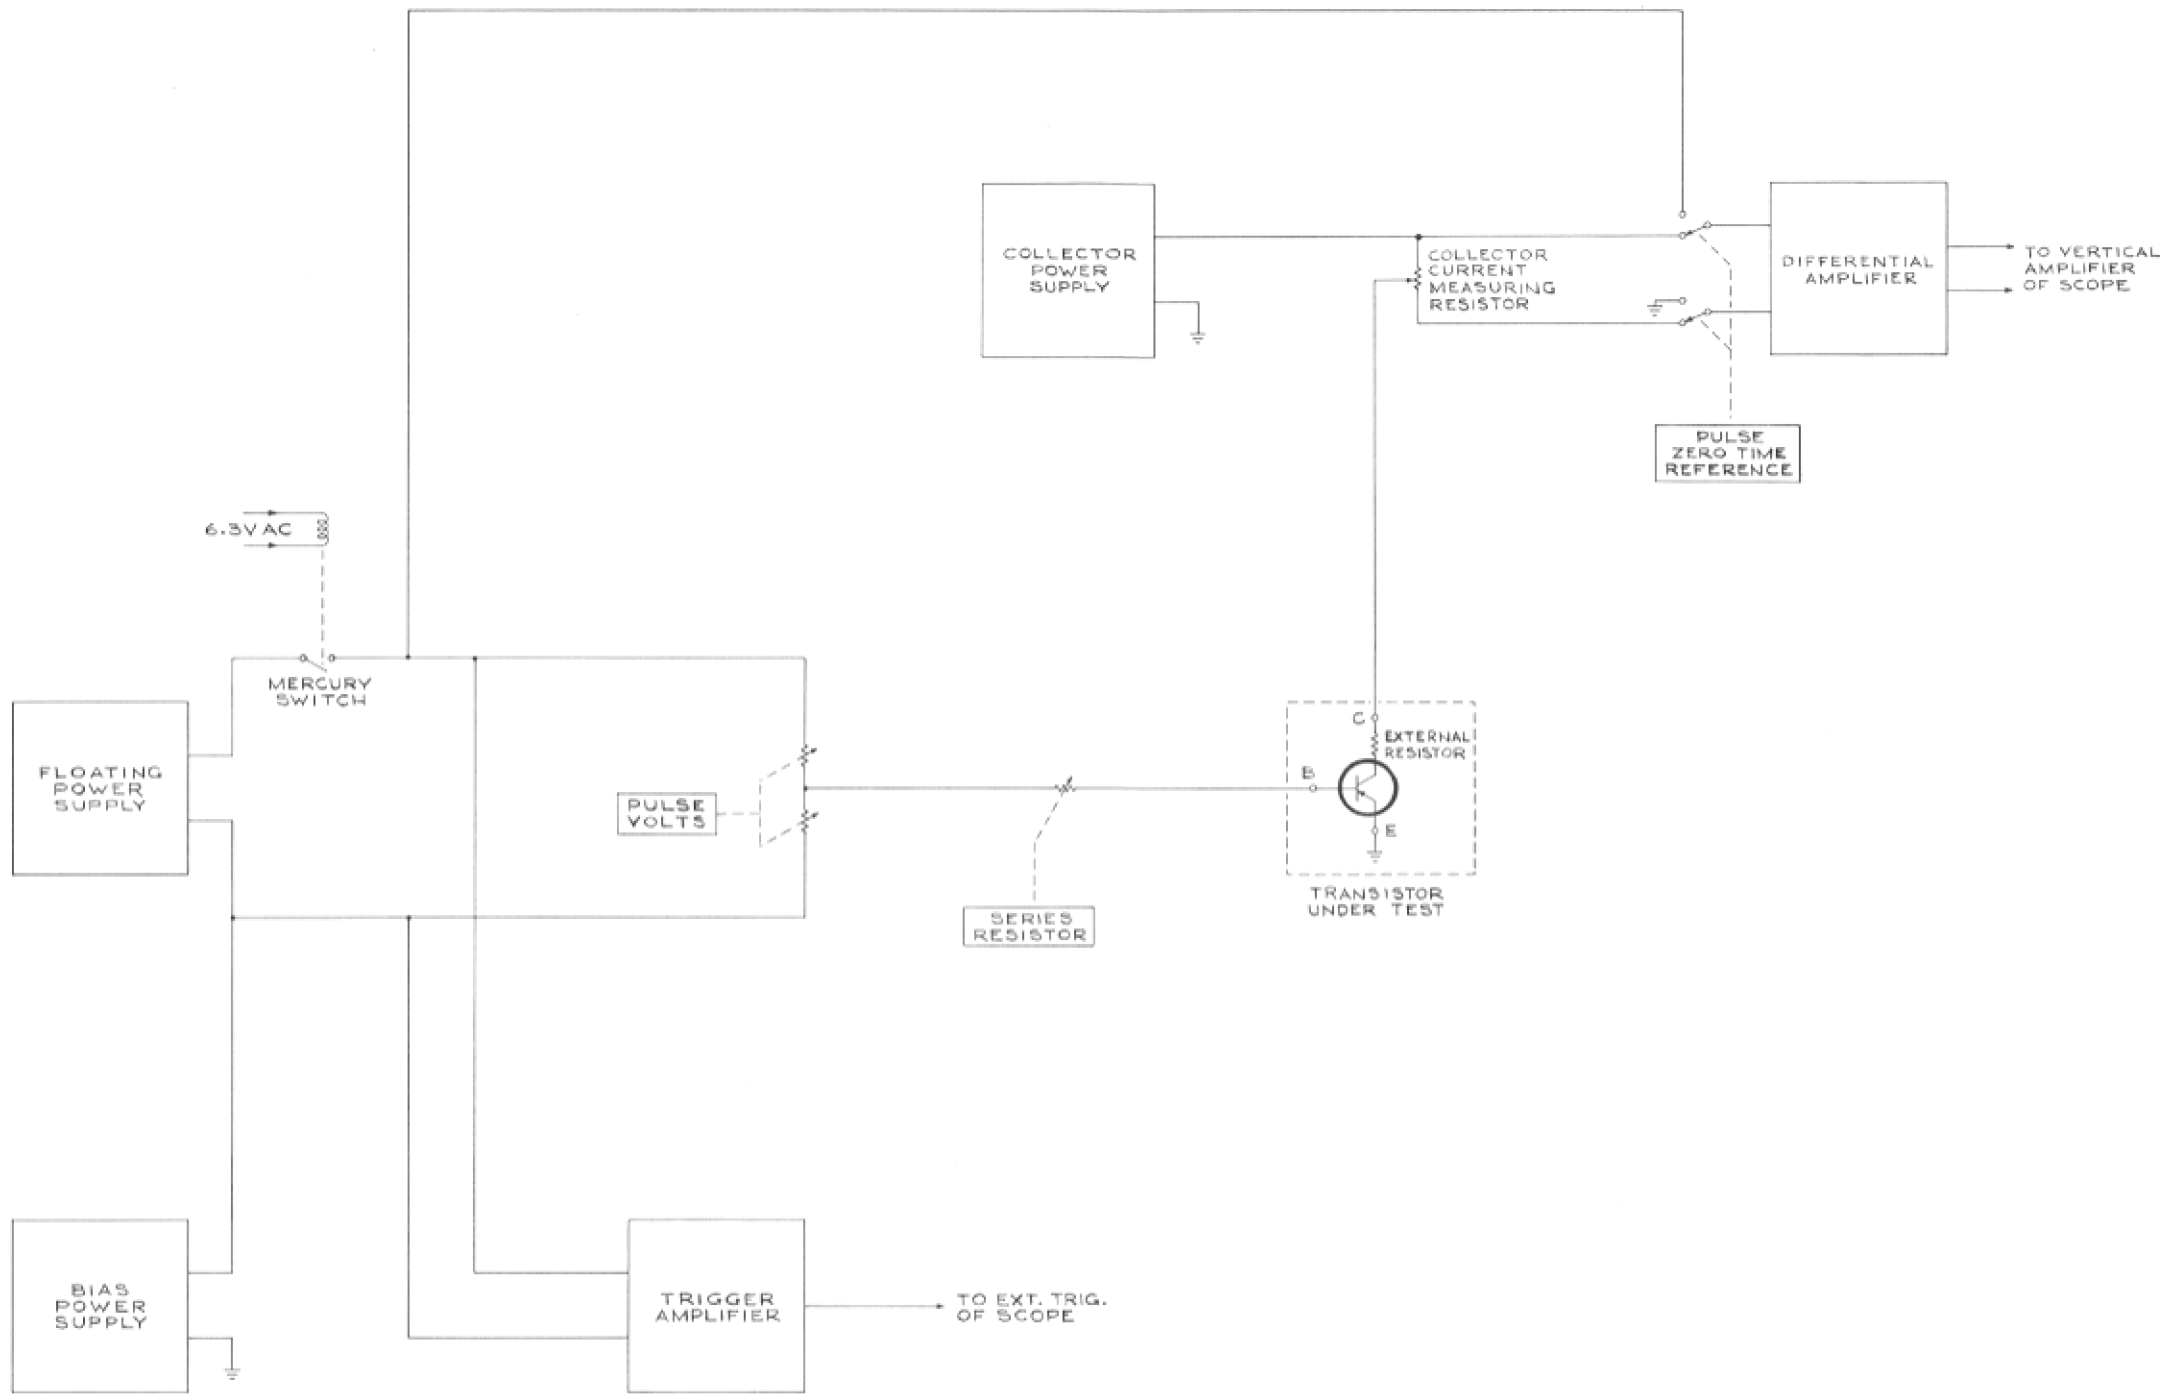 COLLECTOR
POWER
SUPPLY
COLLECTOR
CURRENT
MEASURING
RESISTOR
DIFFERENTIAL
AMPLIFIER
TO VERTICAL
AMPLIFIER
OF SCOPE
PULSE
ZERO TIME
REFERENCE
6.3V AC
MERCURY
SWITCH
FLOATING
POWER
SUPPLY
PULSE
VOLTS
SERIES
RESISTOR
C
EXTERNAL
RESISTOR
B
E
TRANSISTOR
UNDER TEST
BIAS
POWER
SUPPLY
TRIGGER
AMPLIFIER
TO EXT. TRIG.
OF SCOPE